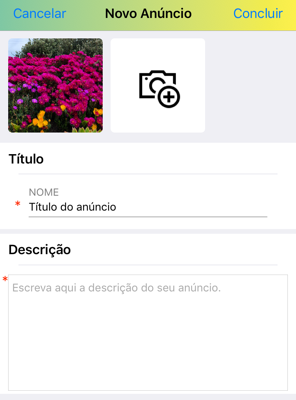 Cancelar Novo Anúncio Concluir
Título
NOME
* Título do anúncio
Descrição
*
Escreva aqui a descrição do seu anúncio.